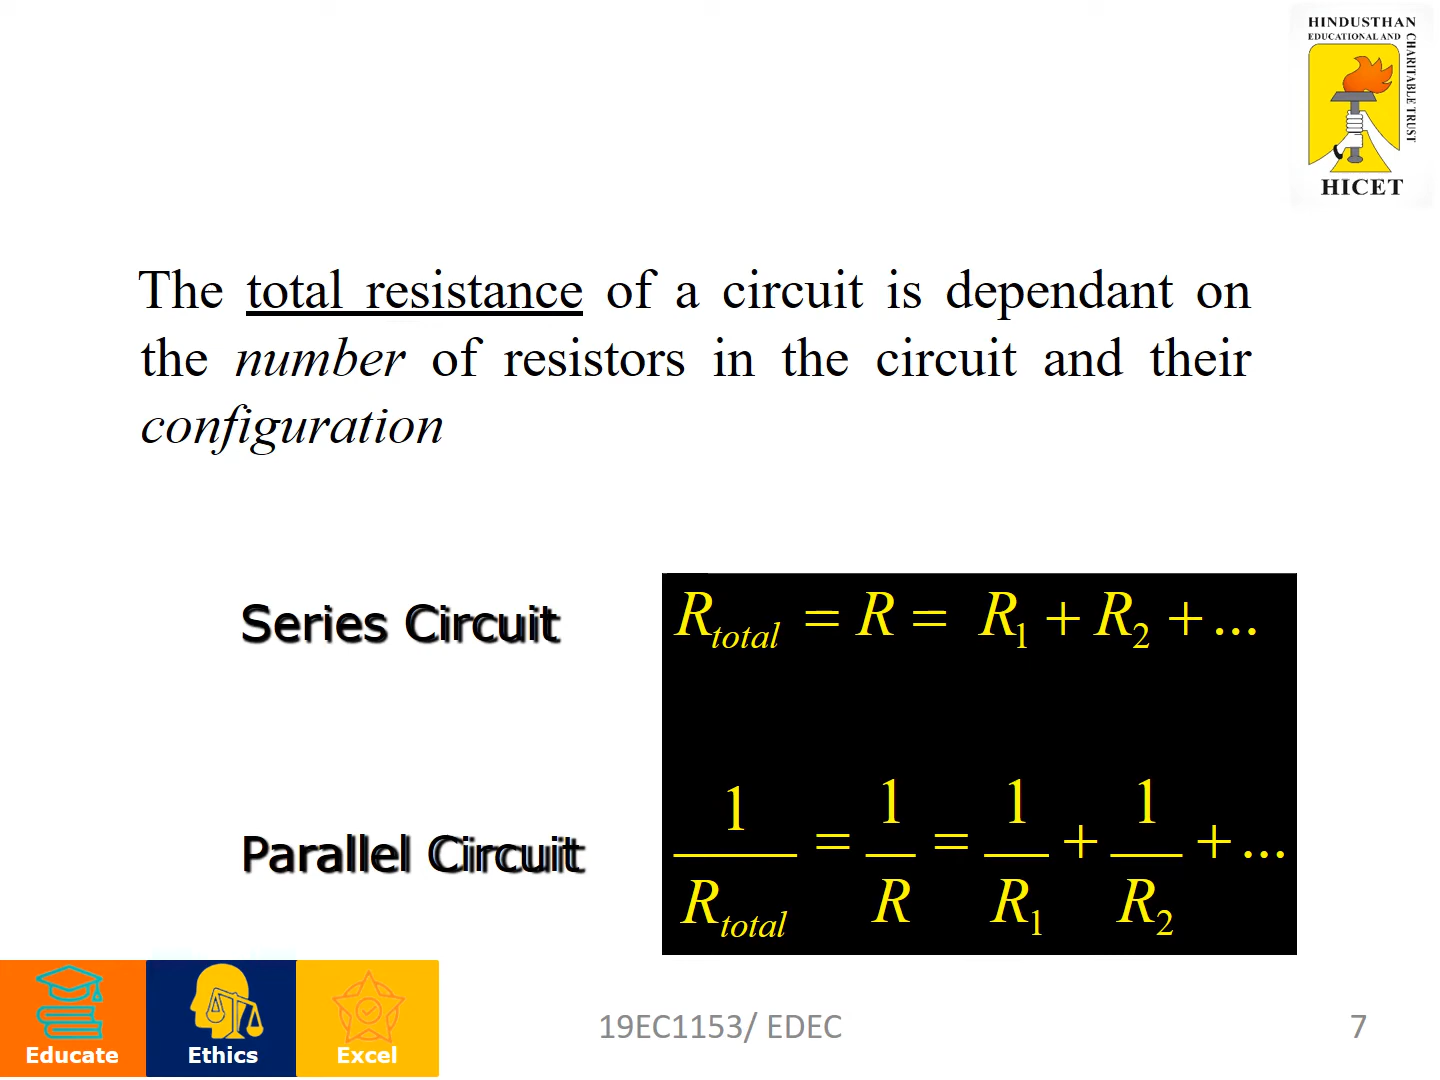 HINDUSTHAN
EDUCATIONAL AND
CHARITABLE TRUST
HICET
The total resistance of a circuit is dependant on
the number of resistors in the circuit and their
configuration
Series Circuit
R_total = R = R_1 + R_2 + ...
Parallel Circuit
1/R_total = 1/R = 1/R_1 + 1/R_2 + ...
Educate
Ethics
Excel
19EC1153/ EDEC
7